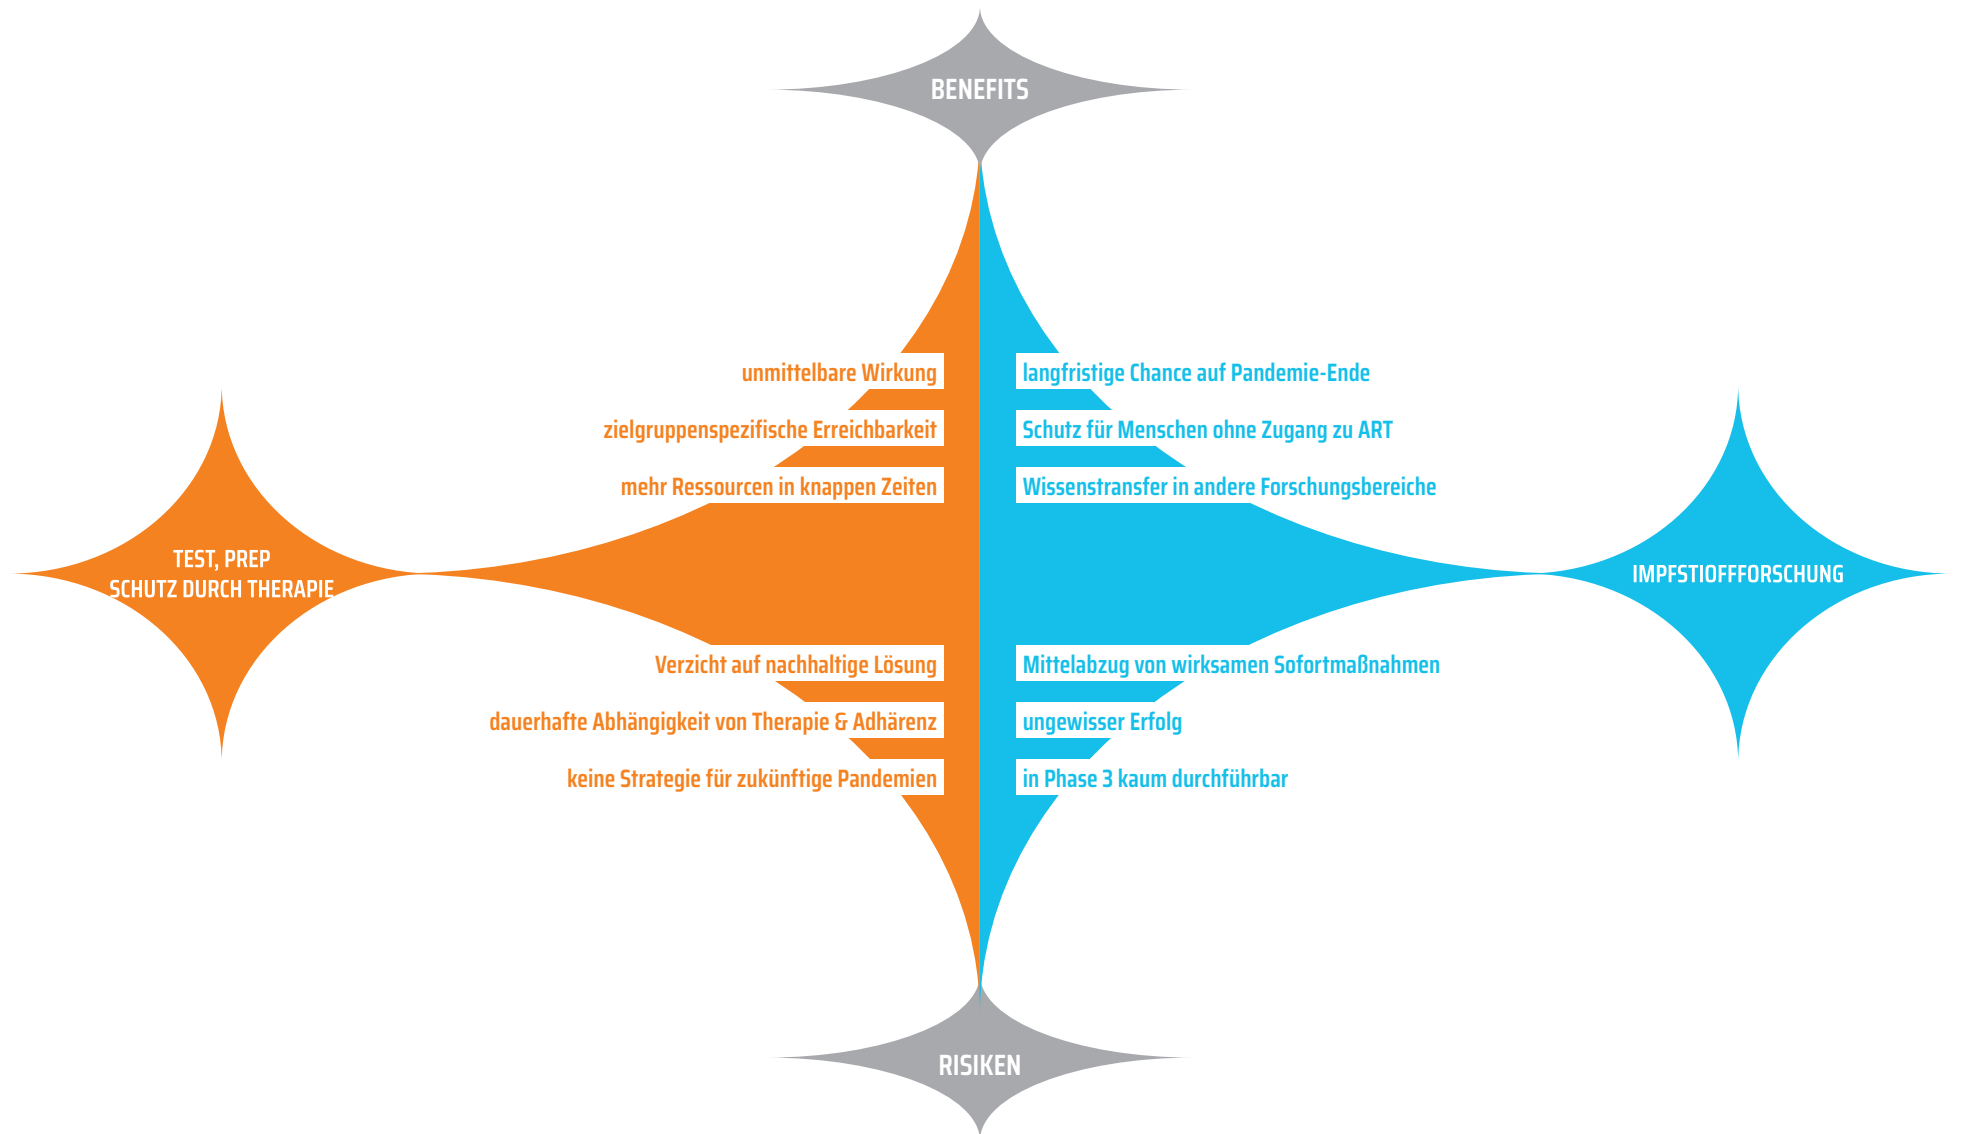 BENEFITS
unmittelbare Wirkung
zielgruppenspezifische Erreichbarkeit
mehr Ressourcen in knappen Zeiten
langfristige Chance auf Pandemie-Ende
Schutz für Menschen ohne Zugang zu ART
Wissenstransfer in andere Forschungsbereiche
TEST, PREP
SCHUTZ DURCH THERAPIE
IMPFSTIOFFFORSCHUNG
Verzicht auf nachhaltige Lösung
dauerhafte Abhängigkeit von Therapie & Adhärenz
keine Strategie für zukünftige Pandemien
Mittelabzug von wirksamen Sofortmaßnahmen
ungewisser Erfolg
in Phase 3 kaum durchführbar
RISIKEN